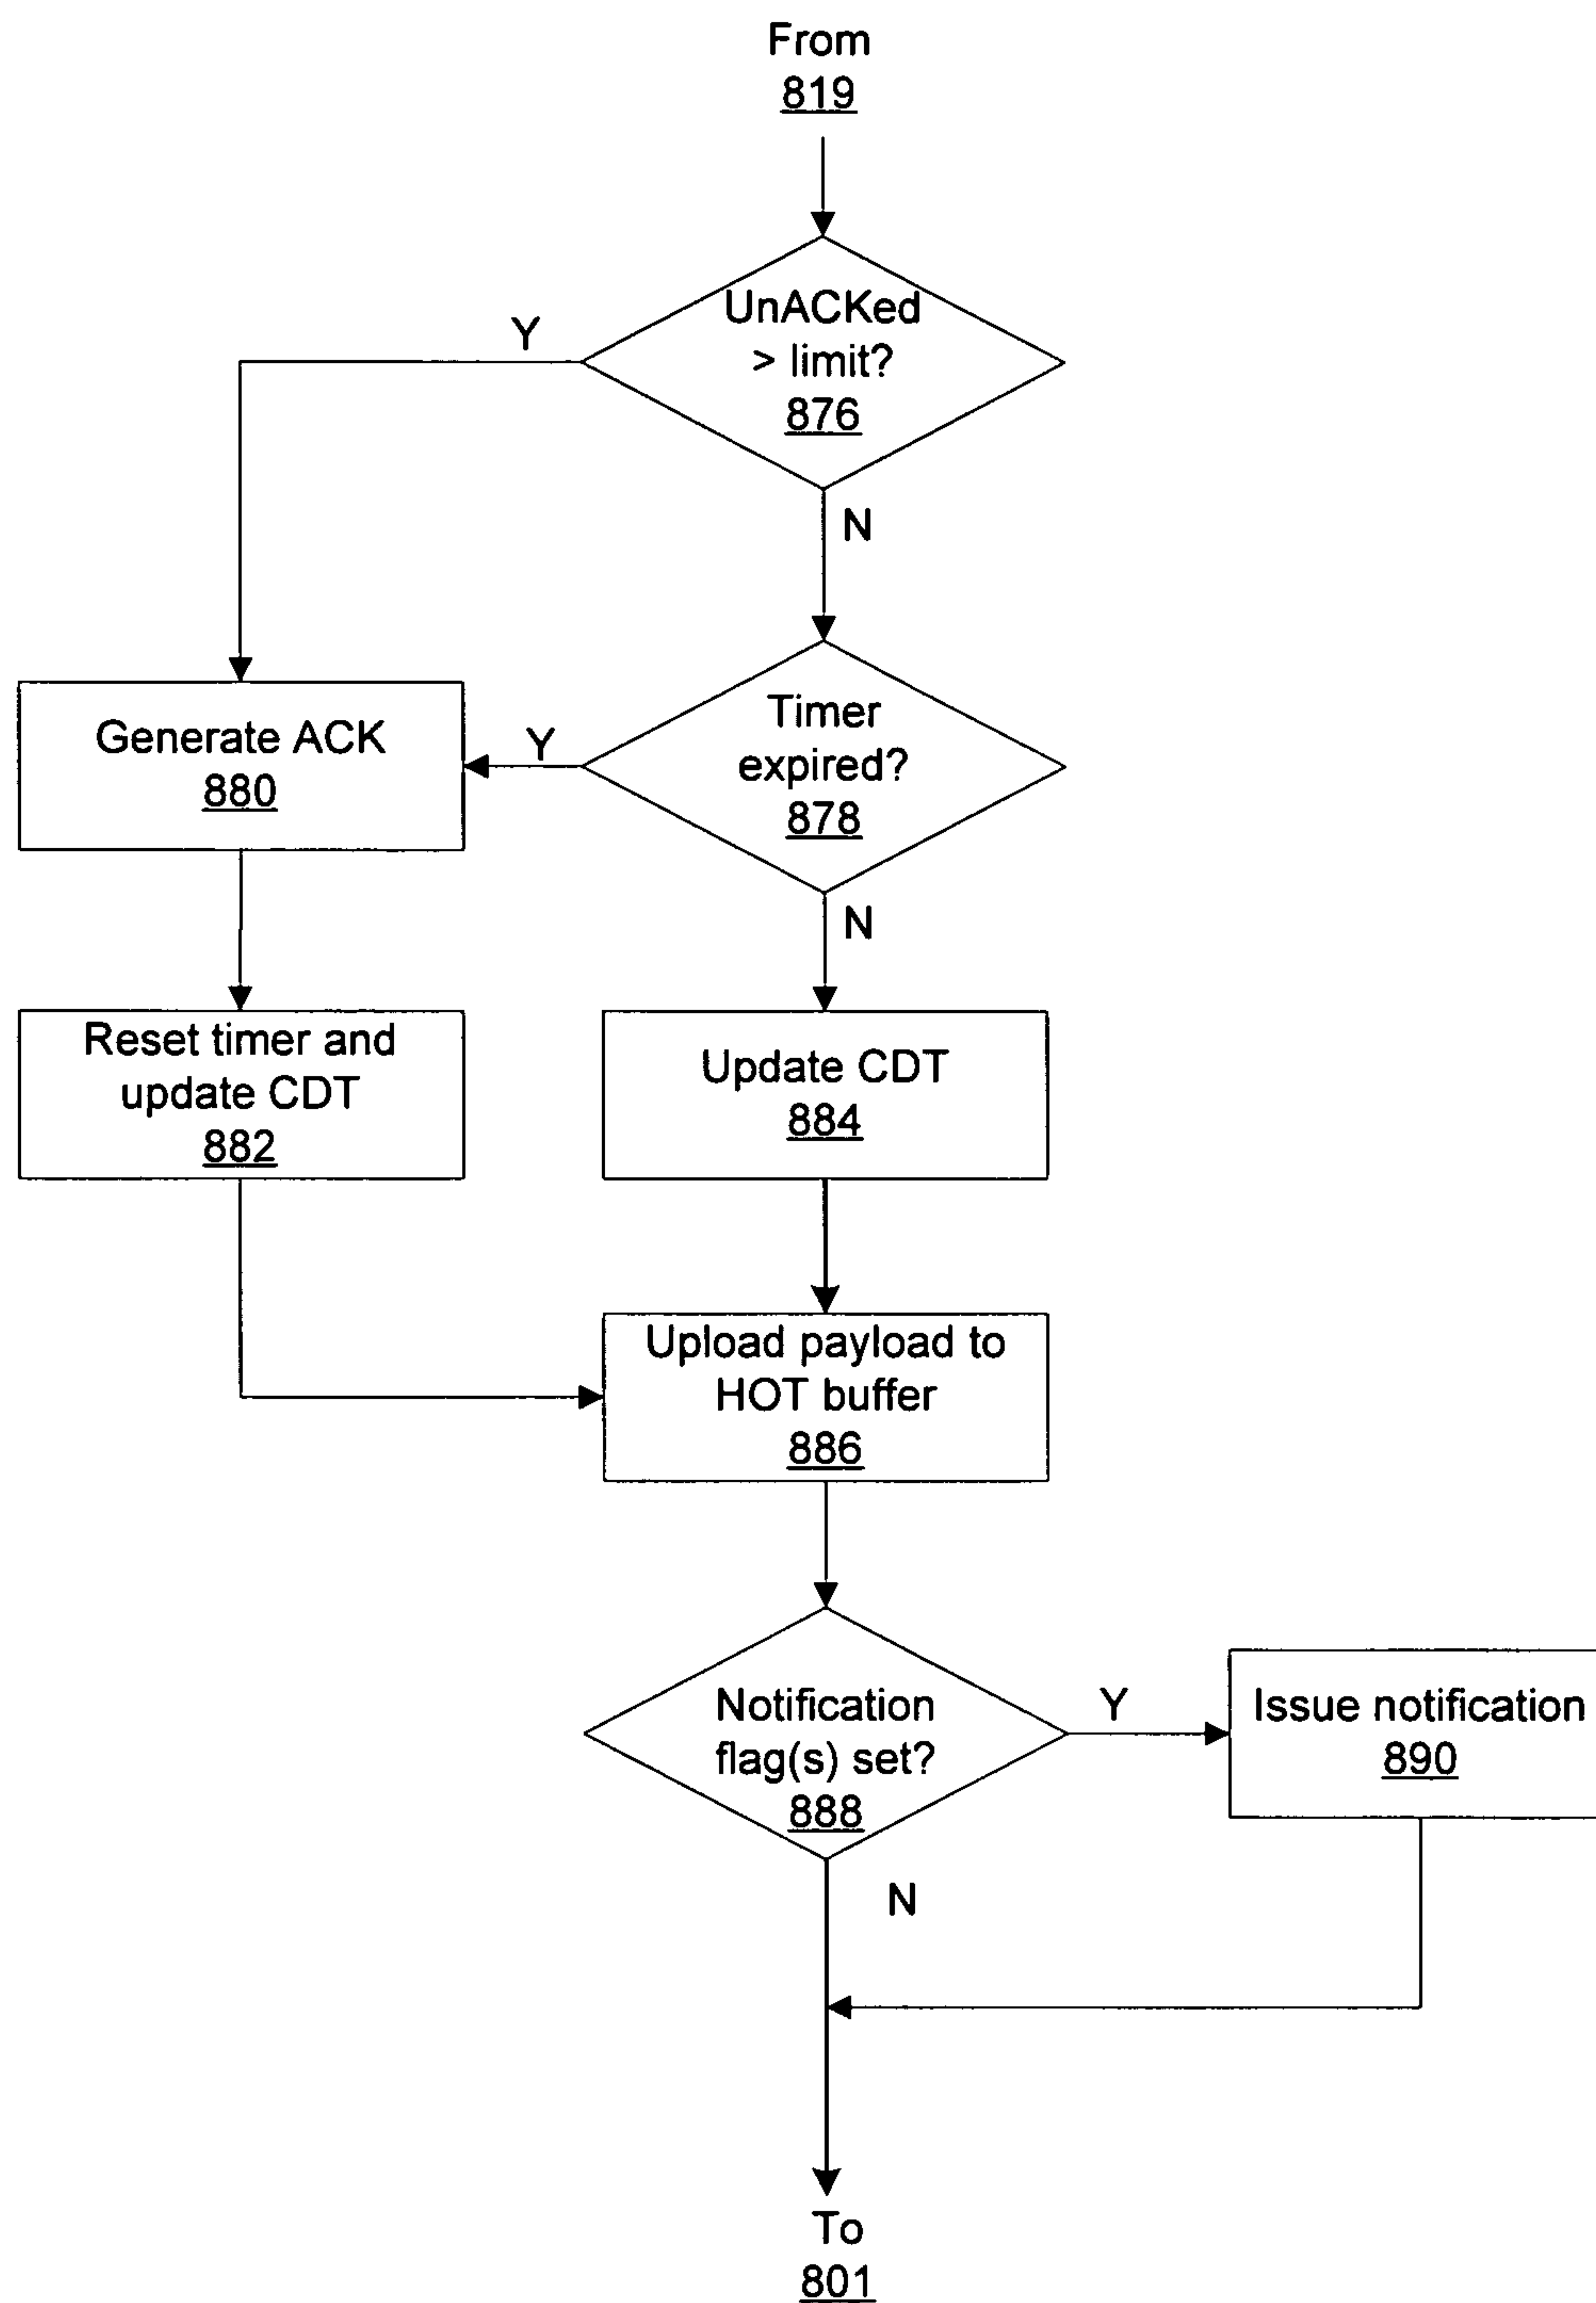 From
819
UnACKed
> limit?
876
Y
N
Timer
expired?
878
Y
Generate ACK
880
N
Reset timer and
update CDT
882
Update CDT
884
Upload payload to
HOT buffer
886
Notification
flag(s) set?
888
Y
Issue notification
890
N
To
801